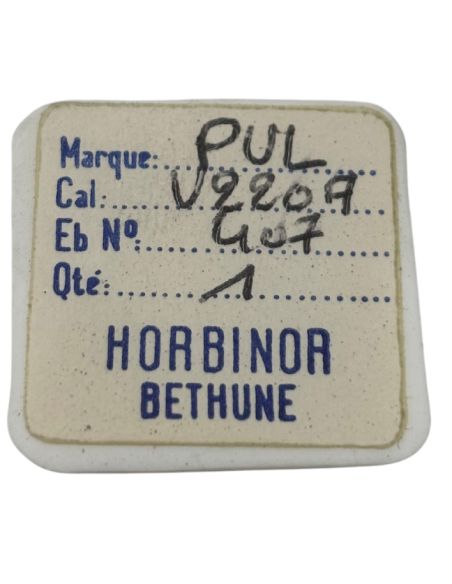 Marque: PUL
Cal: V220A
Eb Nº: 407
Qté: 1
HORBINOR
BETHUNE